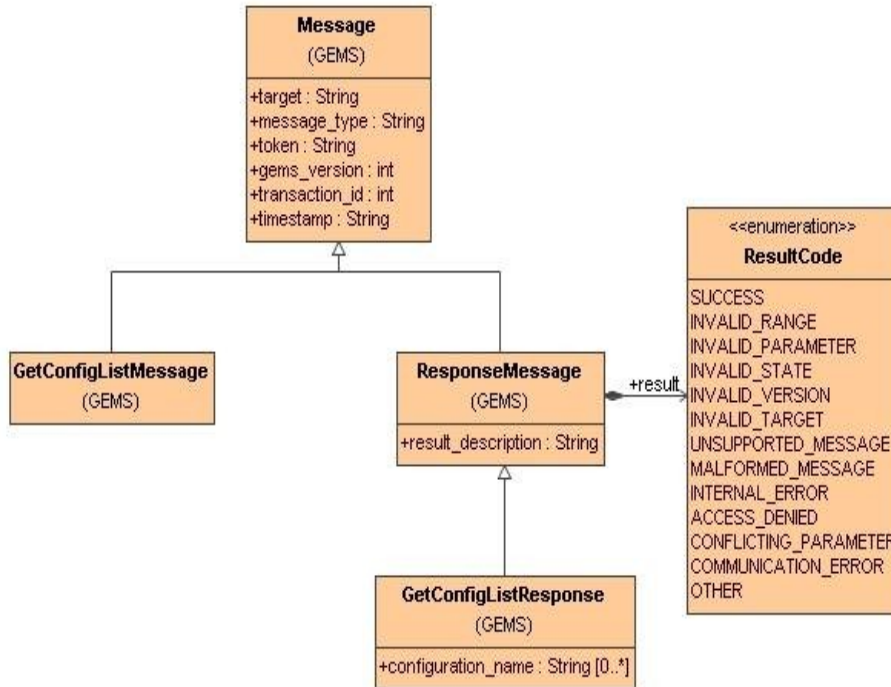 Message
(GEMS)
+target : String
+message_type : String
+token : String
+gems_version : int
+transaction_id : int
+timestamp : String
<<enumeration>>
ResultCode
SUCCESS
INVALID_RANGE
INVALID_PARAMETER
INVALID_STATE
INVALID_VERSION
INVALID_TARGET
UNSUPPORTED_MESSAGE
MALFORMED_MESSAGE
INTERNAL_ERROR
ACCESS_DENIED
CONFLICTING_PARAMETER
COMMUNICATION_ERROR
OTHER
GetConfigListMessage
(GEMS)
ResponseMessage
(GEMS)
+result_description : String
+result
GetConfigListResponse
(GEMS)
+configuration_name : String [0..*]